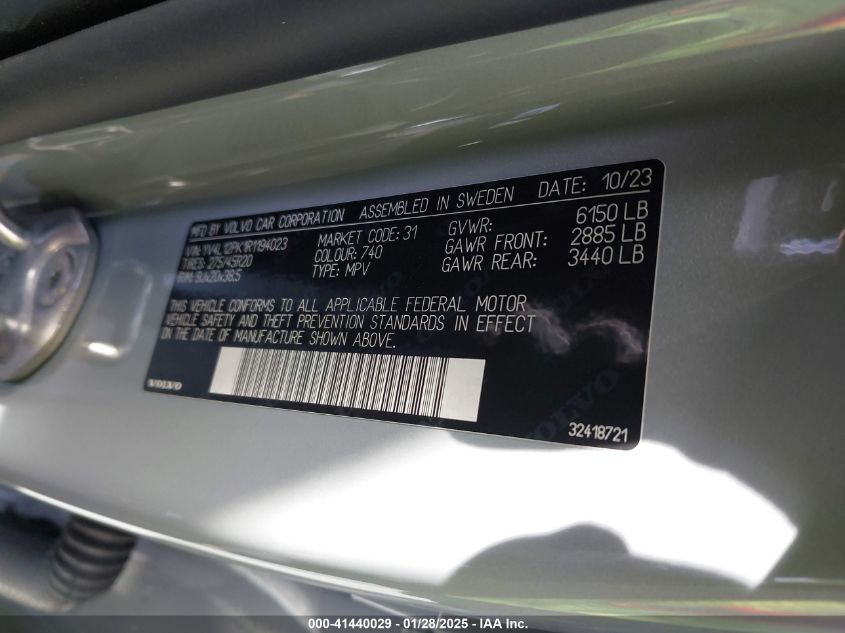 MFD BY VOLVO CAR CORPORATION ASSEMBLED IN SWEDEN DATE: 10/23
VIN: YV4L12PK1R1194023 MARKET CODE: 31 GVWR: 6150 LB
TIRES: 275/45R20 COLOUR: 740 GAWR FRONT: 2885 LB
TYPE: MPV GAWR REAR: 3440 LB
THIS VEHICLE CONFORMS TO ALL APPLICABLE FEDERAL MOTOR
VEHICLE SAFETY AND THEFT PREVENTION STANDARDS IN EFFECT
ON THE DATE OF MANUFACTURE SHOWN ABOVE.
VOLVO
32418721
000-41440029 - 01/28/2025 - IAA Inc.